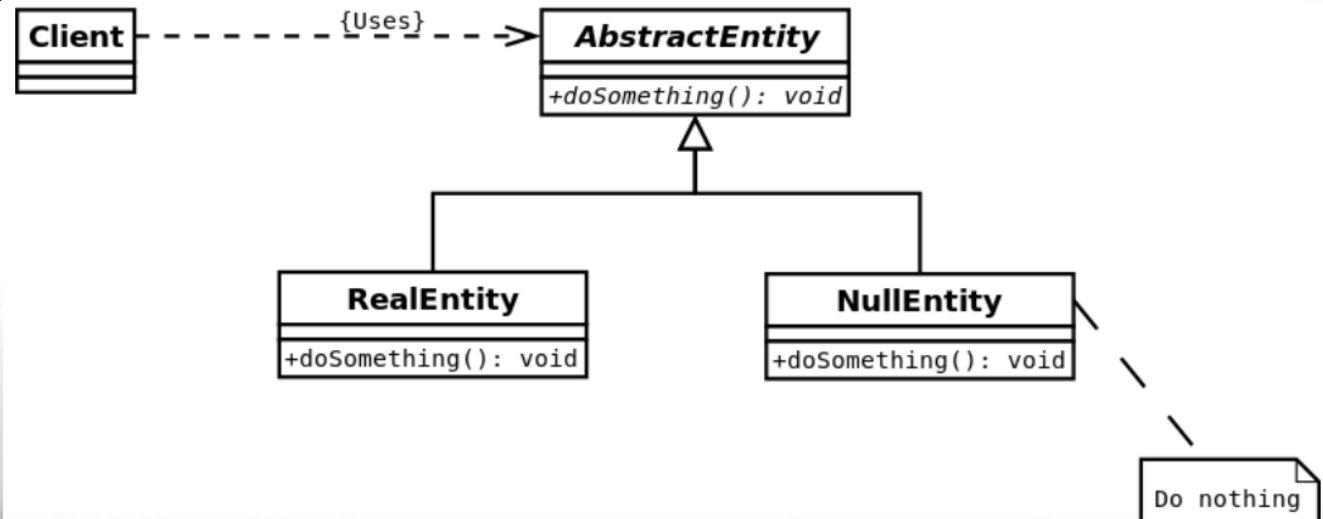 Client
{Uses}
AbstractEntity
+doSomething(): void
RealEntity
+doSomething(): void
NullEntity
+doSomething(): void
Do nothing